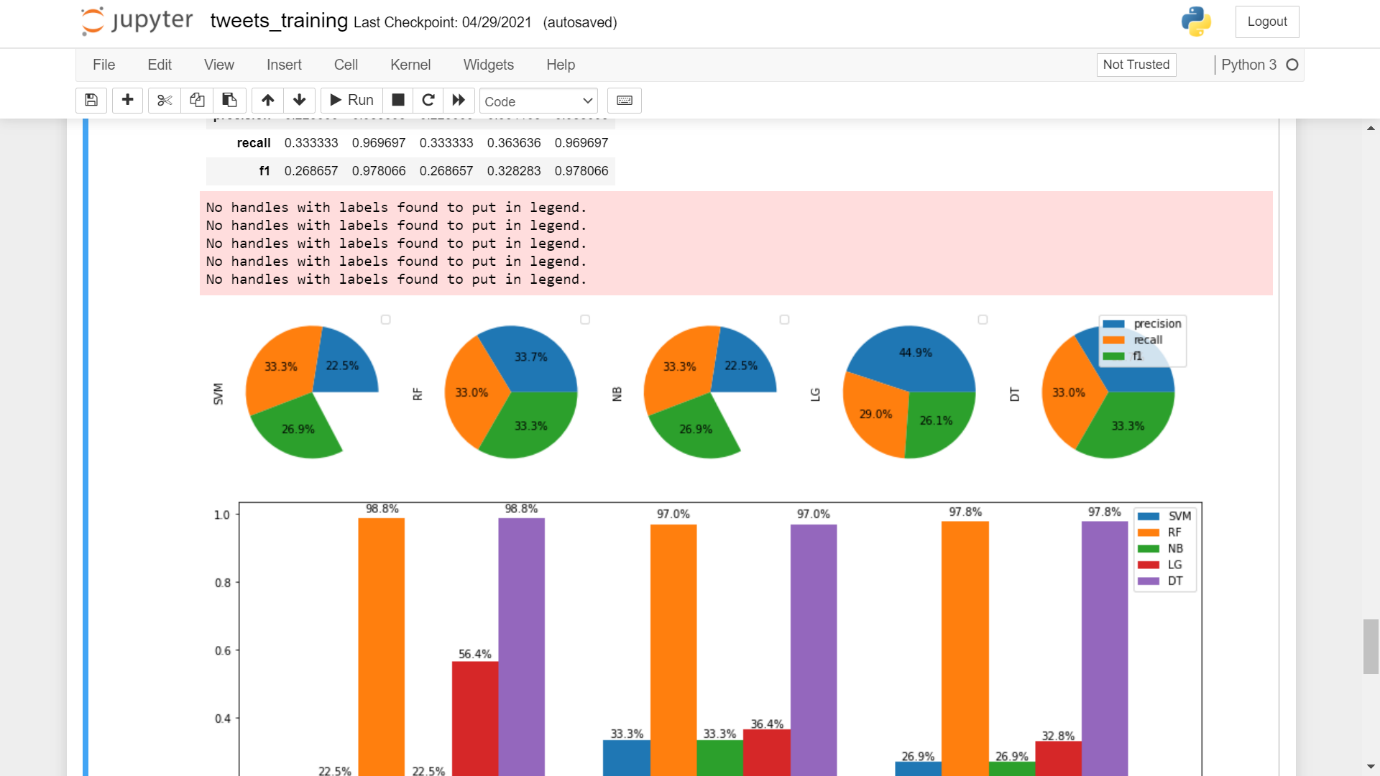 jupyter tweets_training Last Checkpoint: 04/29/2021 (autosaved)
Logout
File Edit View Insert Cell Kernel Widgets Help
Not Trusted
Python 3
Run
Code
recall 0.333333 0.969697 0.333333 0.363636 0.969697
f1 0.268657 0.978066 0.268657 0.328283 0.978066
No handles with labels found to put in legend.
No handles with labels found to put in legend.
No handles with labels found to put in legend.
No handles with labels found to put in legend.
No handles with labels found to put in legend.
SVM
33.3% 22.5%
26.9%
RF
33.7%
33.0%
33.3%
NB
33.3% 22.5%
26.9%
LG
44.9%
29.0% 26.1%
DT
33.0%
33.3%
precision
recall
f1
1.0
0.8
0.6
0.4
98.8% 98.8% 97.0% 97.0% 97.8% 97.8%
56.4%
33.3% 33.3% 36.4%
26.9% 26.9% 32.8%
22.5% 22.5%
SVM
RF
NB
LG
DT